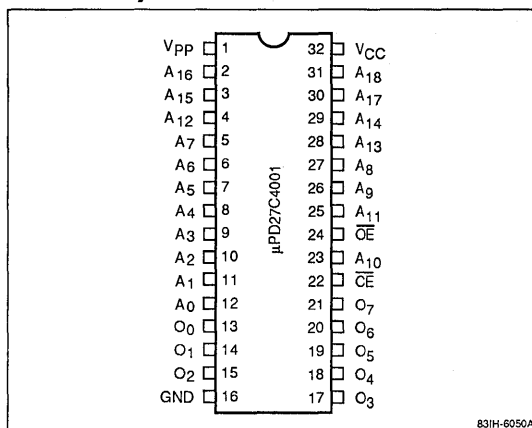 VPP 1 32 VCC
A16 2 31 A18
A15 3 30 A17
A12 4 29 A14
A7 5 28 A13
A6 6 27 A8
A5 7 26 A9
A4 8 25 A11
A3 9 24 OE
A2 10 23 A10
A1 11 22 CE
A0 12 21 O7
O0 13 20 O6
O1 14 19 O5
O2 15 18 O4
GND 16 17 O3
μPD27C4001
83IH-6050A